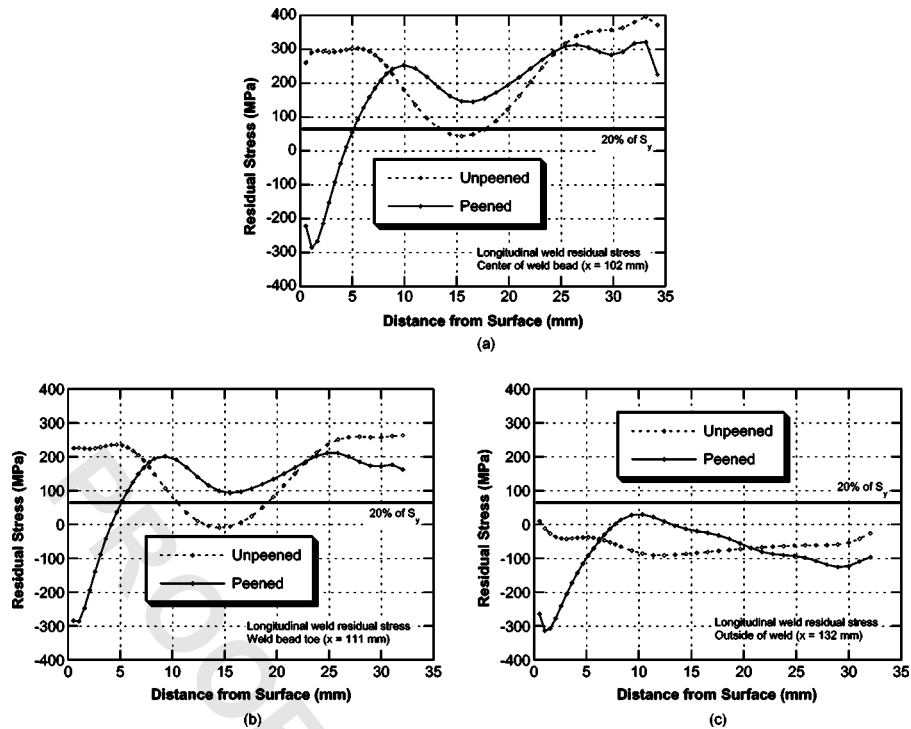 400
300
200
100
0
-100
-200
-300
-400
Residual Stress (MPa)
20% of Sy
Unpeened
Peened
Longitudinal weld residual stress
Center of weld bead (x = 102 mm)
0 5 10 15 20 25 30 35
Distance from Surface (mm)
(a)
400
300
200
100
0
-100
-200
-300
-400
Residual Stress (MPa)
20% of Sy
Unpeened
Peened
Longitudinal weld residual stress
Weld bead toe (x = 111 mm)
0 5 10 15 20 25 30 35
Distance from Surface (mm)
(b)
400
300
200
100
0
-100
-200
-300
-400
Residual Stress (MPa)
Unpeened
Peened
20% of Sy
Longitudinal weld residual stress
Outside of weld (x = 132 mm)
0 5 10 15 20 25 30 35
Distance from Surface (mm)
(c)
PROO